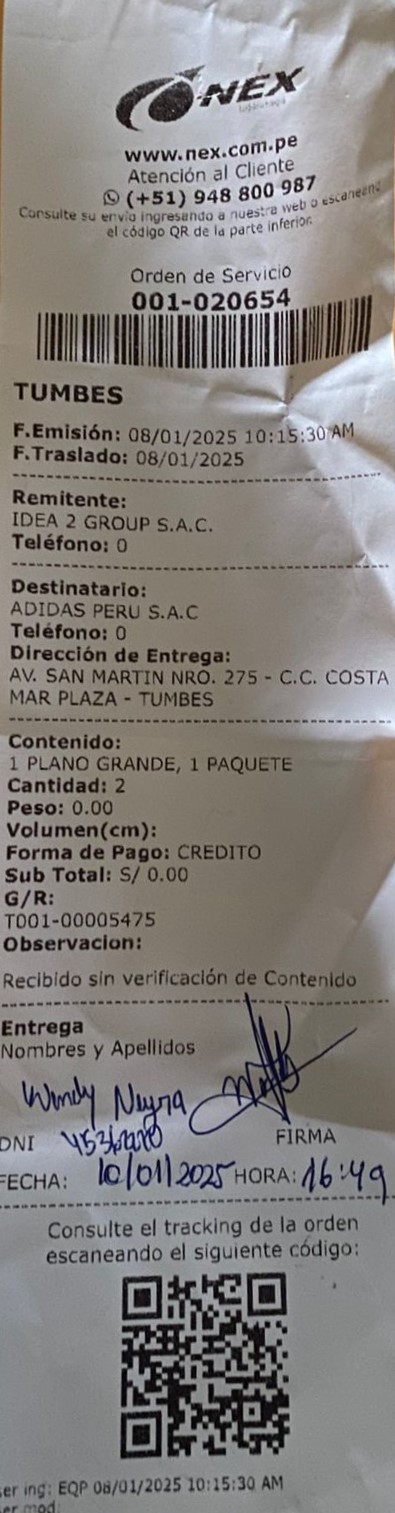 NEX
www.nex.com.pe
Atención al Cliente
(+51) 948 800 987
Consulte su envío ingresando a nuestra web o escaneando
el código QR de la parte inferior.
Orden de Servicio
001-020654
TUMBES
F.Emisión: 08/01/2025 10:15:30 AM
F.Traslado: 08/01/2025
Remitente:
IDEA 2 GROUP S.A.C.
Teléfono: 0
Destinatario:
ADIDAS PERU S.A.C
Teléfono: 0
Dirección de Entrega:
AV. SAN MARTIN NRO. 275 - C.C. COSTA
MAR PLAZA - TUMBES
Contenido:
1 PLANO GRANDE, 1 PAQUETE
Cantidad: 2
Peso: 0.00
Volumen(cm):
Forma de Pago: CREDITO
Sub Total: S/ 0.00
G/R:
T001-00005475
Observacion:
Recibido sin verificación de Contenido
Entrega
Nombres y Apellidos
Wendy Neyra
DNI FIRMA
FECHA: 10/01/2025 HORA: 16:49
Consulte el tracking de la orden
escaneando el siguiente código:
er ing: EQP 08/01/2025 10:15:30 AM
er mod: